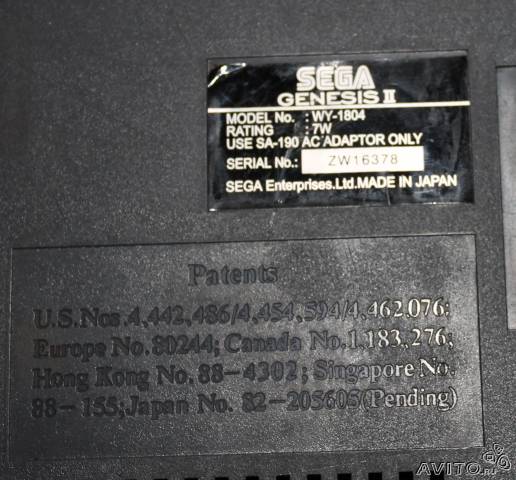 SEGA
GENESIS II
MODEL No. : WY-1804
RATING : 7W
USE SA-190 AC ADAPTOR ONLY
SERIAL No.: ZW16378
SEGA Enterprises.Ltd.MADE IN JAPAN
Patents
U.S.Nos.4,442,486/4,454,594/4,462,076;
Europe No.80244; Canada No.1,183,276;
Hong Kong No. 88-4302; Singapore No.
88-155;Japan No. 82-205605(Pending)
AVITO.ru